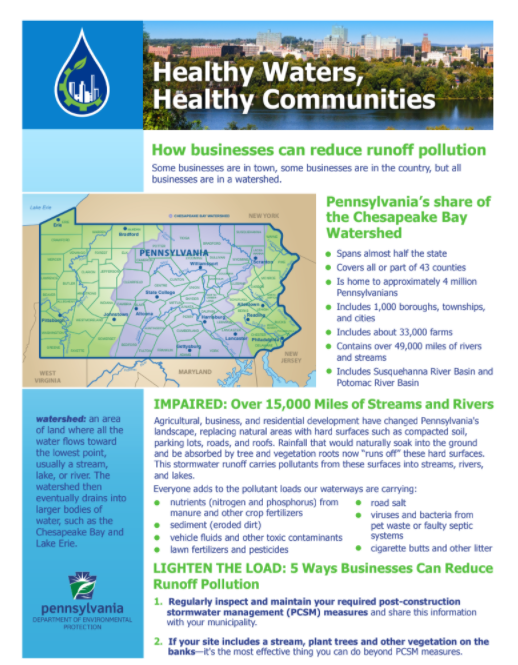 Healthy Waters,
Healthy Communities
How businesses can reduce runoff pollution
Some businesses are in town, some businesses are in the country, but all
businesses are in a watershed.
Lake Erie
CHESAPEAKE BAY WATERSHED
NEW YORK
Erie
Bradford
PENNSYLVANIA
Williamsport
Scranton
State College
Allentown
Altoona
Johnstown
Harrisburg
Reading
Lancaster
Philadelphia
Gettysburg
WEST
VIRGINIA
MARYLAND
NEW
JERSEY
Pennsylvania's share of
the Chesapeake Bay
Watershed
• Spans almost half the state
• Covers all or part of 43 counties
• Is home to approximately 4 million
Pennsylvanians
• Includes 1,000 boroughs, townships,
and cities
• Includes about 33,000 farms
• Contains over 49,000 miles of rivers
and streams
• Includes Susquehanna River Basin and
Potomac River Basin
watershed: an area
of land where all the
water flows toward
the lowest point,
usually a stream,
lake, or river. The
watershed then
eventually drains into
larger bodies of
water, such as the
Chesapeake Bay and
Lake Erie.
pennsylvania
DEPARTMENT OF ENVIRONMENTAL
PROTECTION
IMPAIRED: Over 15,000 Miles of Streams and Rivers
Agricultural, business, and residential development have changed Pennsylvania's
landscape, replacing natural areas with hard surfaces such as compacted soil,
parking lots, roads, and roofs. Rainfall that would naturally soak into the ground
and be absorbed by tree and vegetation roots now "runs off" these hard surfaces.
This stormwater runoff carries pollutants from these surfaces into streams, rivers,
and lakes.
Everyone adds to the pollutant loads our waterways are carrying:
• nutrients (nitrogen and phosphorus) from
manure and other crop fertilizers
• sediment (eroded dirt)
• vehicle fluids and other toxic contaminants
• lawn fertilizers and pesticides
• road salt
• viruses and bacteria from
pet waste or faulty septic
systems
• cigarette butts and other litter
LIGHTEN THE LOAD: 5 Ways Businesses Can Reduce
Runoff Pollution
1. Regularly inspect and maintain your required post-construction
stormwater management (PCSM) measures and share this information
with your municipality.
2. If your site includes a stream, plant trees and other vegetation on the
banks—it's the most effective thing you can do beyond PCSM measures.